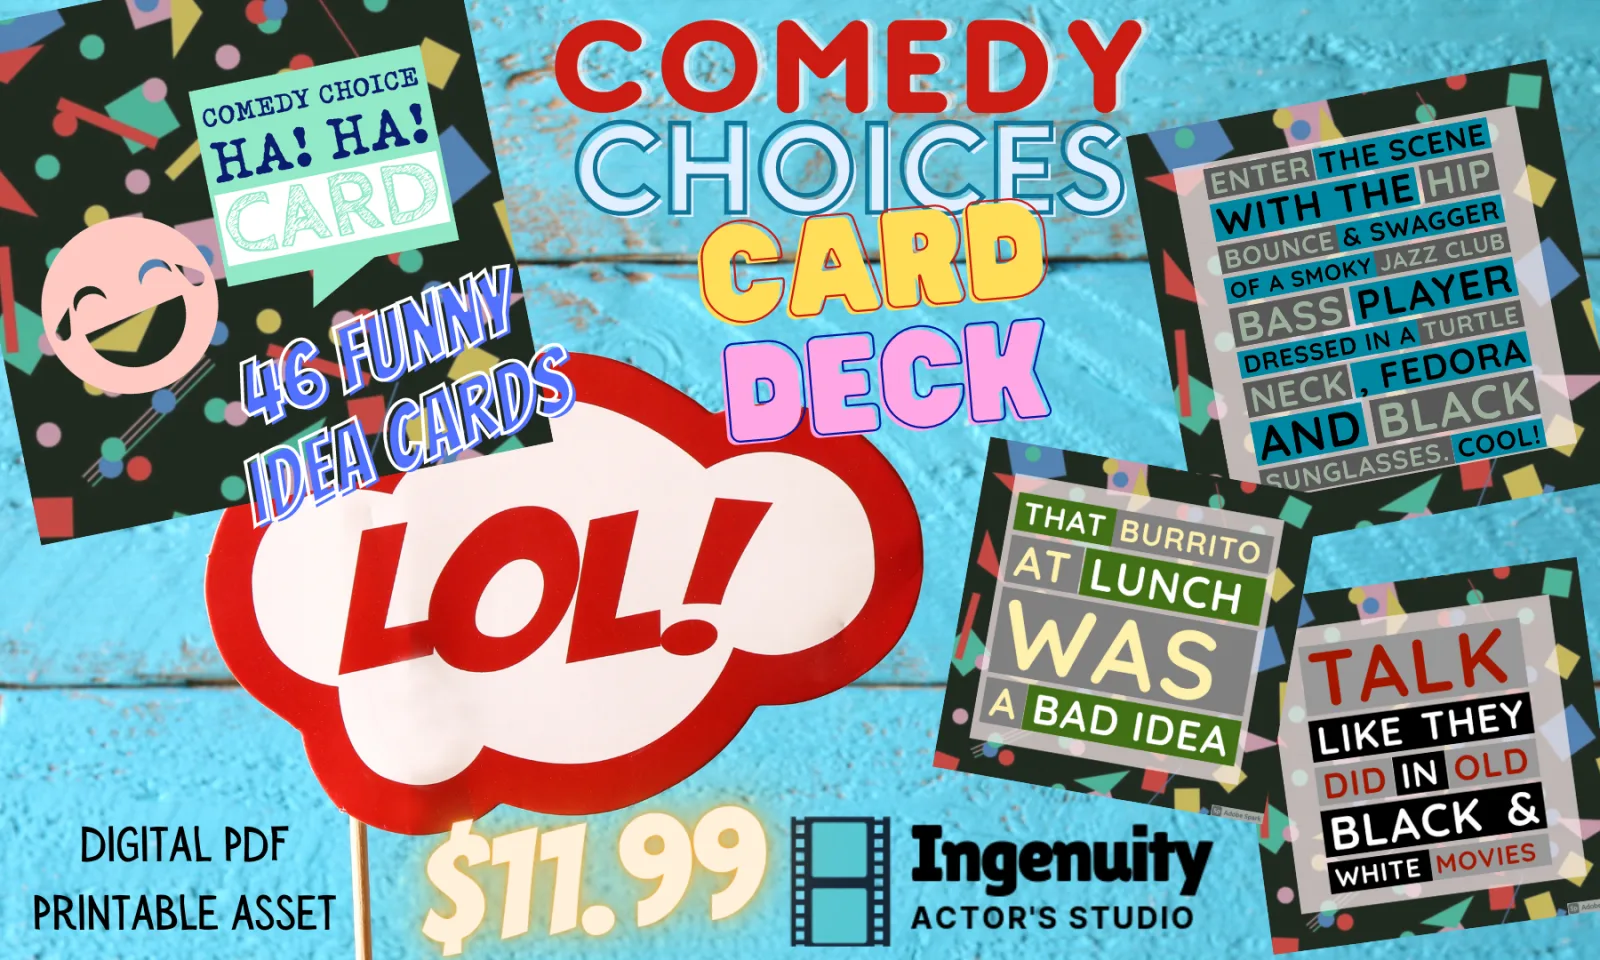 COMEDY
CHOICES
CARD
DECK
COMEDY CHOICE
HA! HA!
CARD
46 FUNNY
IDEA CARDS
LOL!
ENTER THE SCENE
WITH THE HIP
BOUNCE & SWAGGER
OF A SMOKY JAZZ CLUB
BASS PLAYER
DRESSED IN A TURTLE
NECK, FEDORA
AND BLACK
SUNGLASSES. COOL!
THAT BURRITO
AT LUNCH
WAS
A BAD IDEA
Adobe Spark
TALK
LIKE THEY
DID IN OLD
BLACK &
WHITE MOVIES
DIGITAL PDF
PRINTABLE ASSET
$11.99
Ingenuity
ACTOR'S STUDIO